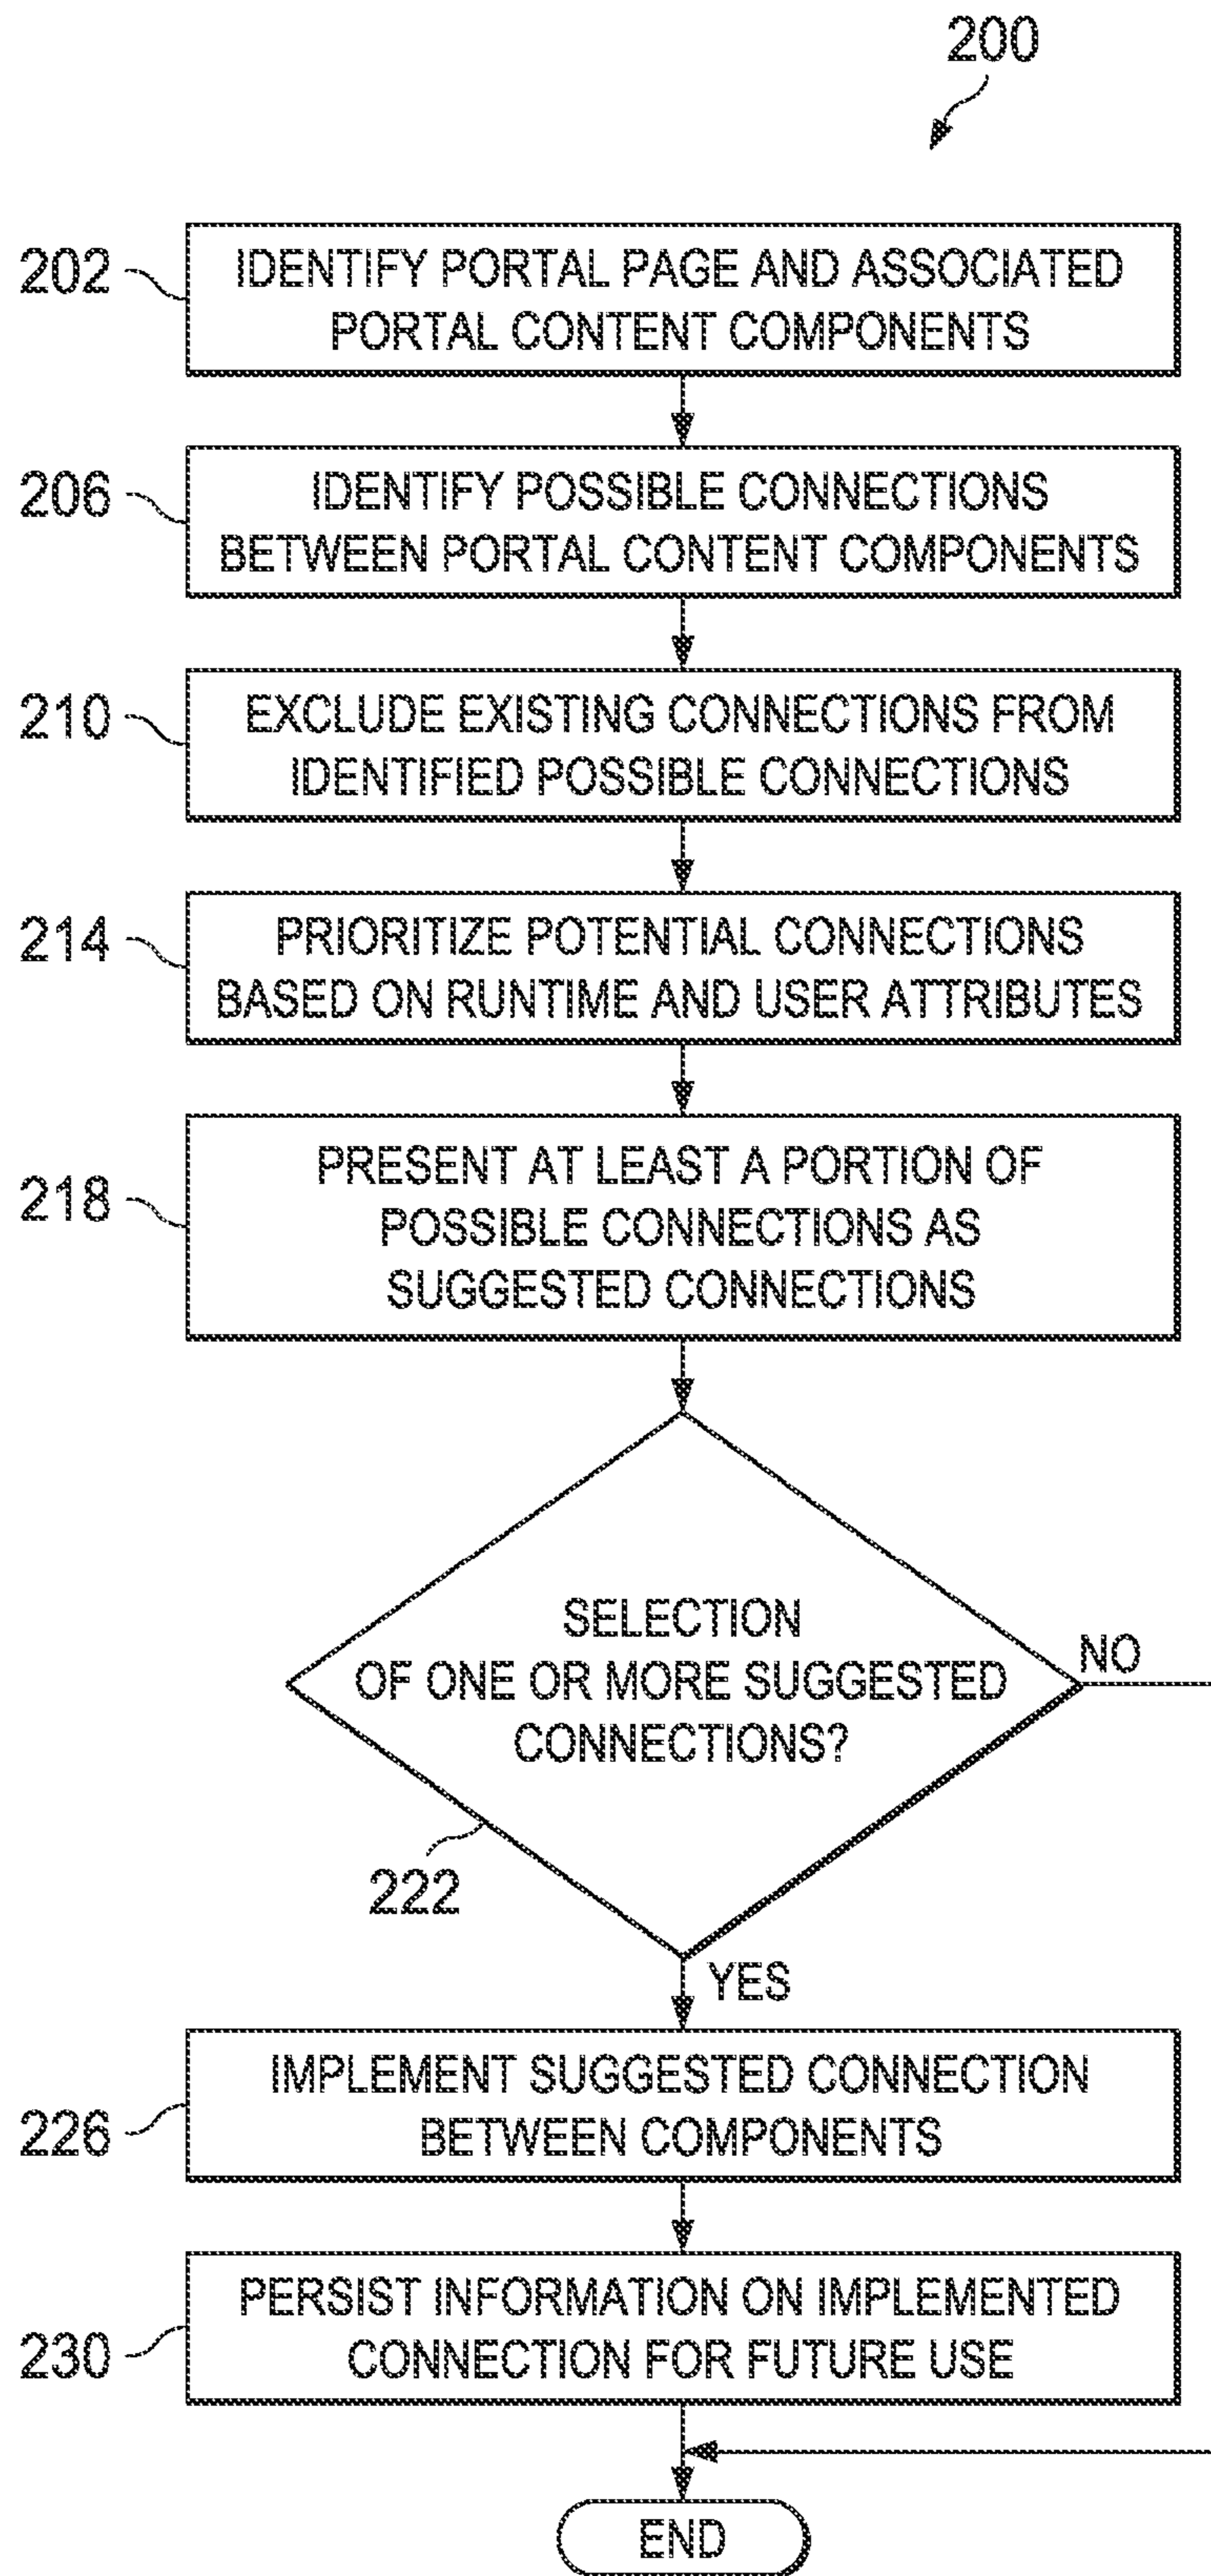 200
202
IDENTIFY PORTAL PAGE AND ASSOCIATED
PORTAL CONTENT COMPONENTS
206
IDENTIFY POSSIBLE CONNECTIONS
BETWEEN PORTAL CONTENT COMPONENTS
210
EXCLUDE EXISTING CONNECTIONS FROM
IDENTIFIED POSSIBLE CONNECTIONS
214
PRIORITIZE POTENTIAL CONNECTIONS
BASED ON RUNTIME AND USER ATTRIBUTES
218
PRESENT AT LEAST A PORTION OF
POSSIBLE CONNECTIONS AS
SUGGESTED CONNECTIONS
SELECTION
OF ONE OR MORE SUGGESTED
CONNECTIONS?
NO
222
YES
226
IMPLEMENT SUGGESTED CONNECTION
BETWEEN COMPONENTS
230
PERSIST INFORMATION ON IMPLEMENTED
CONNECTION FOR FUTURE USE
END